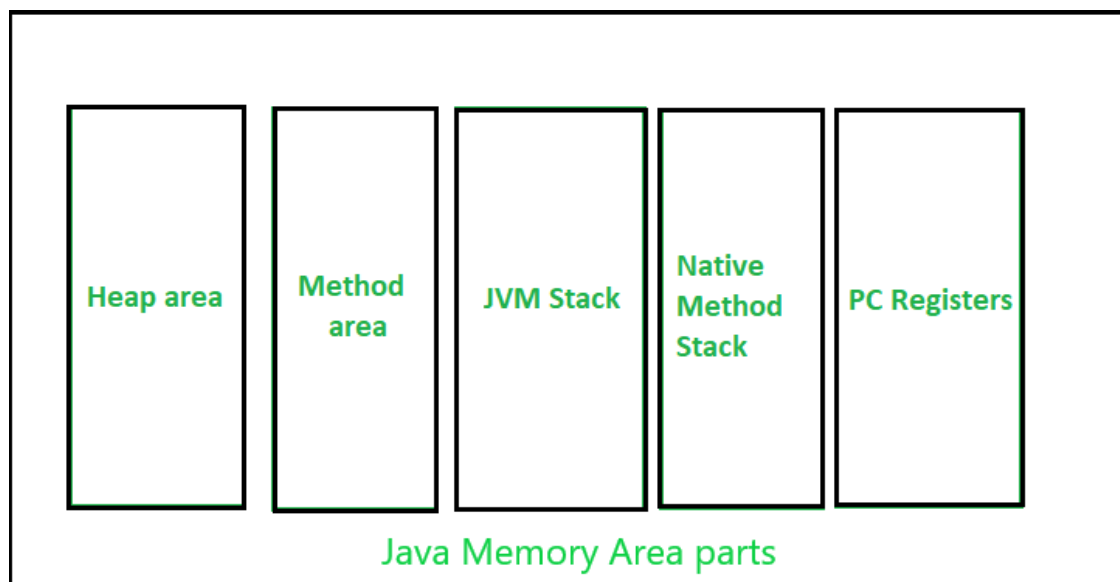 Heap area
Method
area
JVM Stack
Native
Method
Stack
PC Registers
Java Memory Area parts